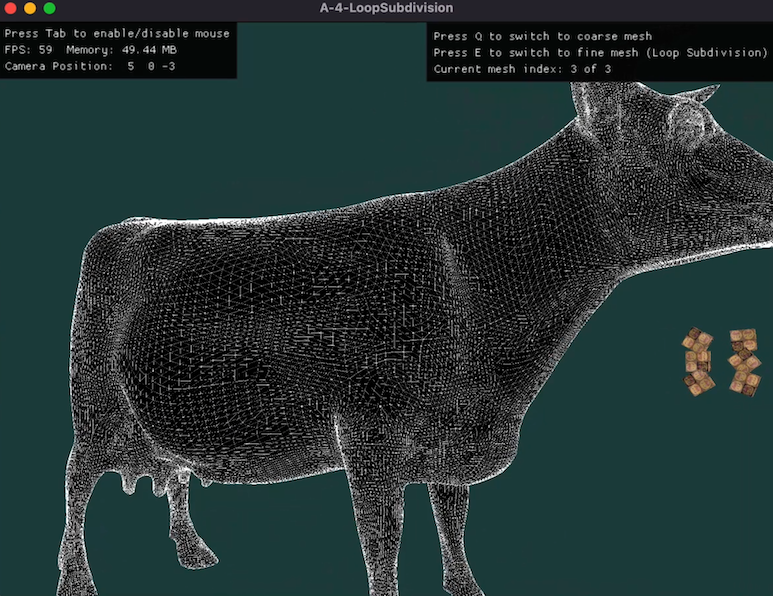 A-4-LoopSubdivision
Press Tab to enable/disable mouse
FPS: 59 Memory: 49.44 MB
Camera Position: 5 0 -3
Press Q to switch to coarse mesh
Press E to switch to fine mesh (Loop Subdivision)
Current mesh index: 3 of 3